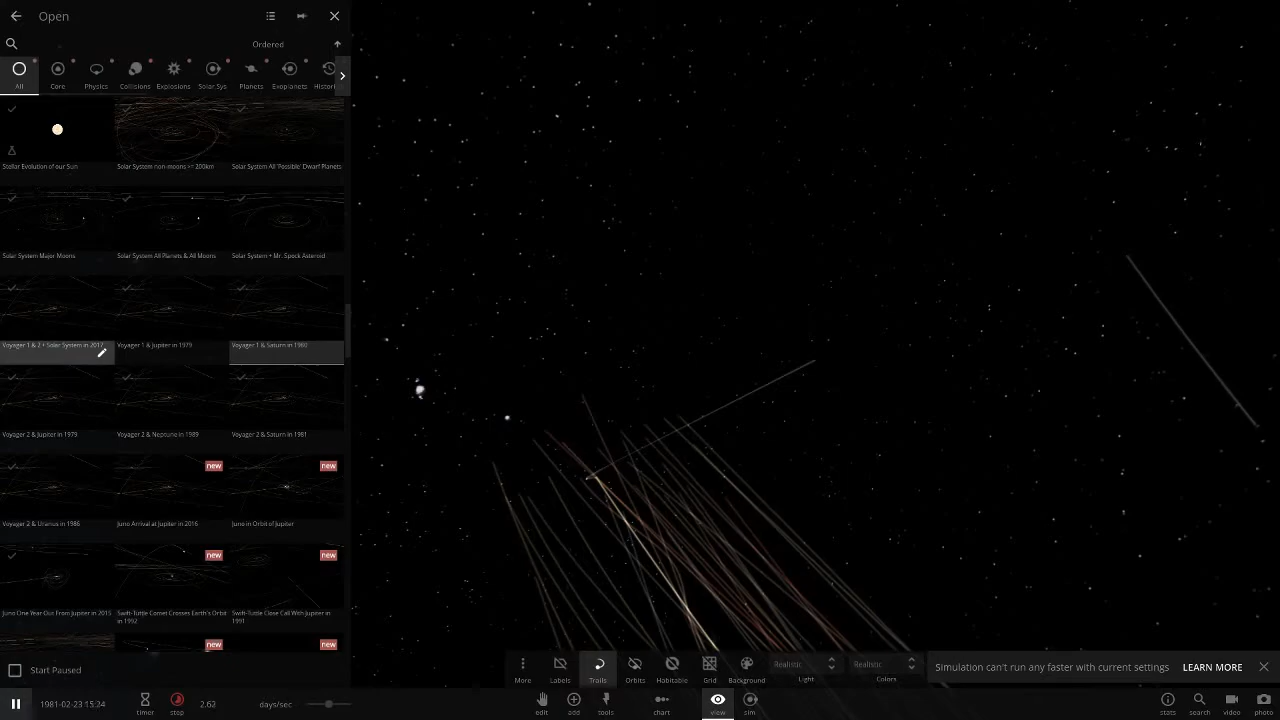 Open
Ordered
All
Core
Physics
Collisions
Explosions
Solar Sys
Planets
Exoplanets
Histori
Stellar Evolution of our Sun
Solar System non-moons >= 200km
Solar System All 'Possible' Dwarf Planets
Solar System Major Moons
Solar System All Planets & All Moons
Solar System + Mr. Spock Asteroid
Voyager 1 & 2 + Solar System in 2017
Voyager 1 & Jupiter in 1979
Voyager 1 & Saturn in 1980
Voyager 2 & Jupiter in 1979
Voyager 2 & Neptune in 1989
Voyager 2 & Saturn in 1981
new
new
Voyager 2 & Uranus in 1986
Juno Arrival at Jupiter in 2016
Juno in Orbit of Jupiter
new
new
Juno One Year Out From Jupiter in 2015
Swift-Tuttle Comet Crosses Earth's Orbit
in 1992
Swift-Tuttle Close Call With Jupiter in
1991
new
new
Start Paused
More
Labels
Trails
Orbits
Habitable
Grid
Background
Realistic
Light
Realistic
Colors
Simulation can't run any faster with current settings
LEARN MORE
1981-02-23 15:34
timer
step
2.62
days/sec
edit
add
tools
chart
view
sim
stats
search
video
photo